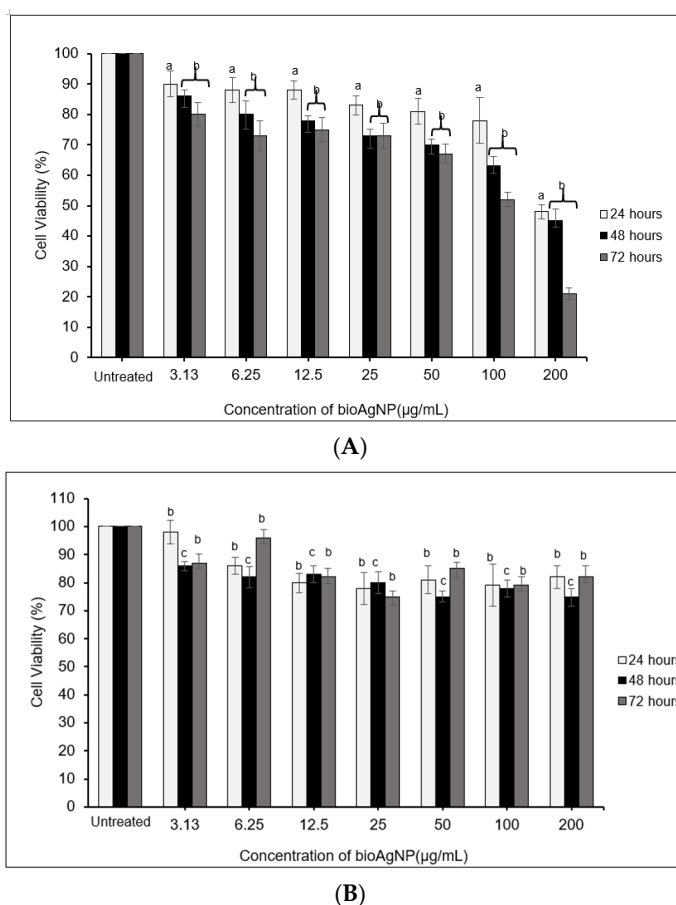 100
90
80
70
60
50
40
30
20
10
0
Cell Viability (%)
a b a b a b a b a b a b a b
24 hours
48 hours
72 hours
Untreated 3.13 6.25 12.5 25 50 100 200
Concentration of bioAgNP(µg/mL)
(A)
110
100
90
80
70
60
50
40
30
20
10
0
Cell Viability (%)
b c b b c b b c b b c b b c b b c b b c b
24 hours
48 hours
72 hours
Untreated 3.13 6.25 12.5 25 50 100 200
Concentration of bioAgNP(µg/mL)
(B)